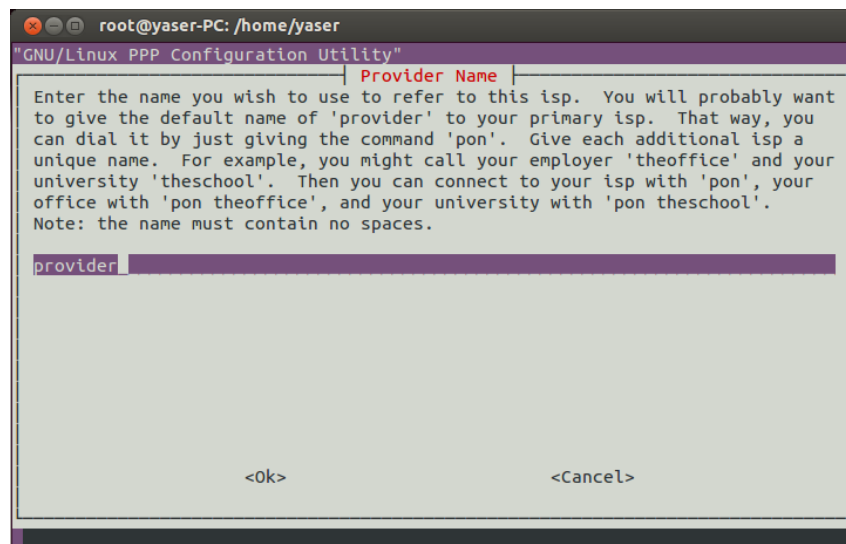 root@yaser-PC: /home/yaser
"GNU/Linux PPP Configuration Utility"
Provider Name
Enter the name you wish to use to refer to this isp.  You will probably want
to give the default name of 'provider' to your primary isp.  That way, you
can dial it by just giving the command 'pon'.  Give each additional isp a
unique name.  For example, you might call your employer 'theoffice' and your
university 'theschool'.  Then you can connect to your isp with 'pon', your
office with 'pon theoffice', and your university with 'pon theschool'.
Note: the name must contain no spaces.
provider
<Ok> <Cancel>